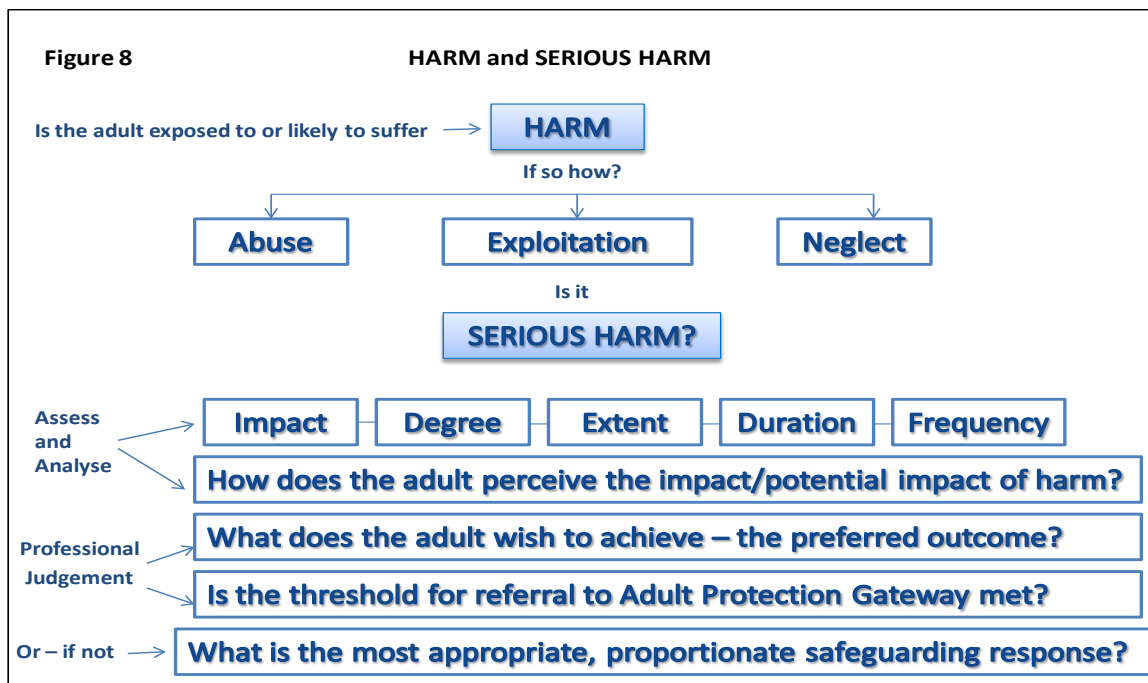 Figure 8 HARM and SERIOUS HARM
Is the adult exposed to or likely to suffer HARM
If so how?
Abuse Exploitation Neglect
Is it
SERIOUS HARM?
Assess
and
Analyse
Impact Degree Extent Duration Frequency
How does the adult perceive the impact/potential impact of harm?
Professional
Judgement
What does the adult wish to achieve – the preferred outcome?
Is the threshold for referral to Adult Protection Gateway met?
Or – if not What is the most appropriate, proportionate safeguarding response?